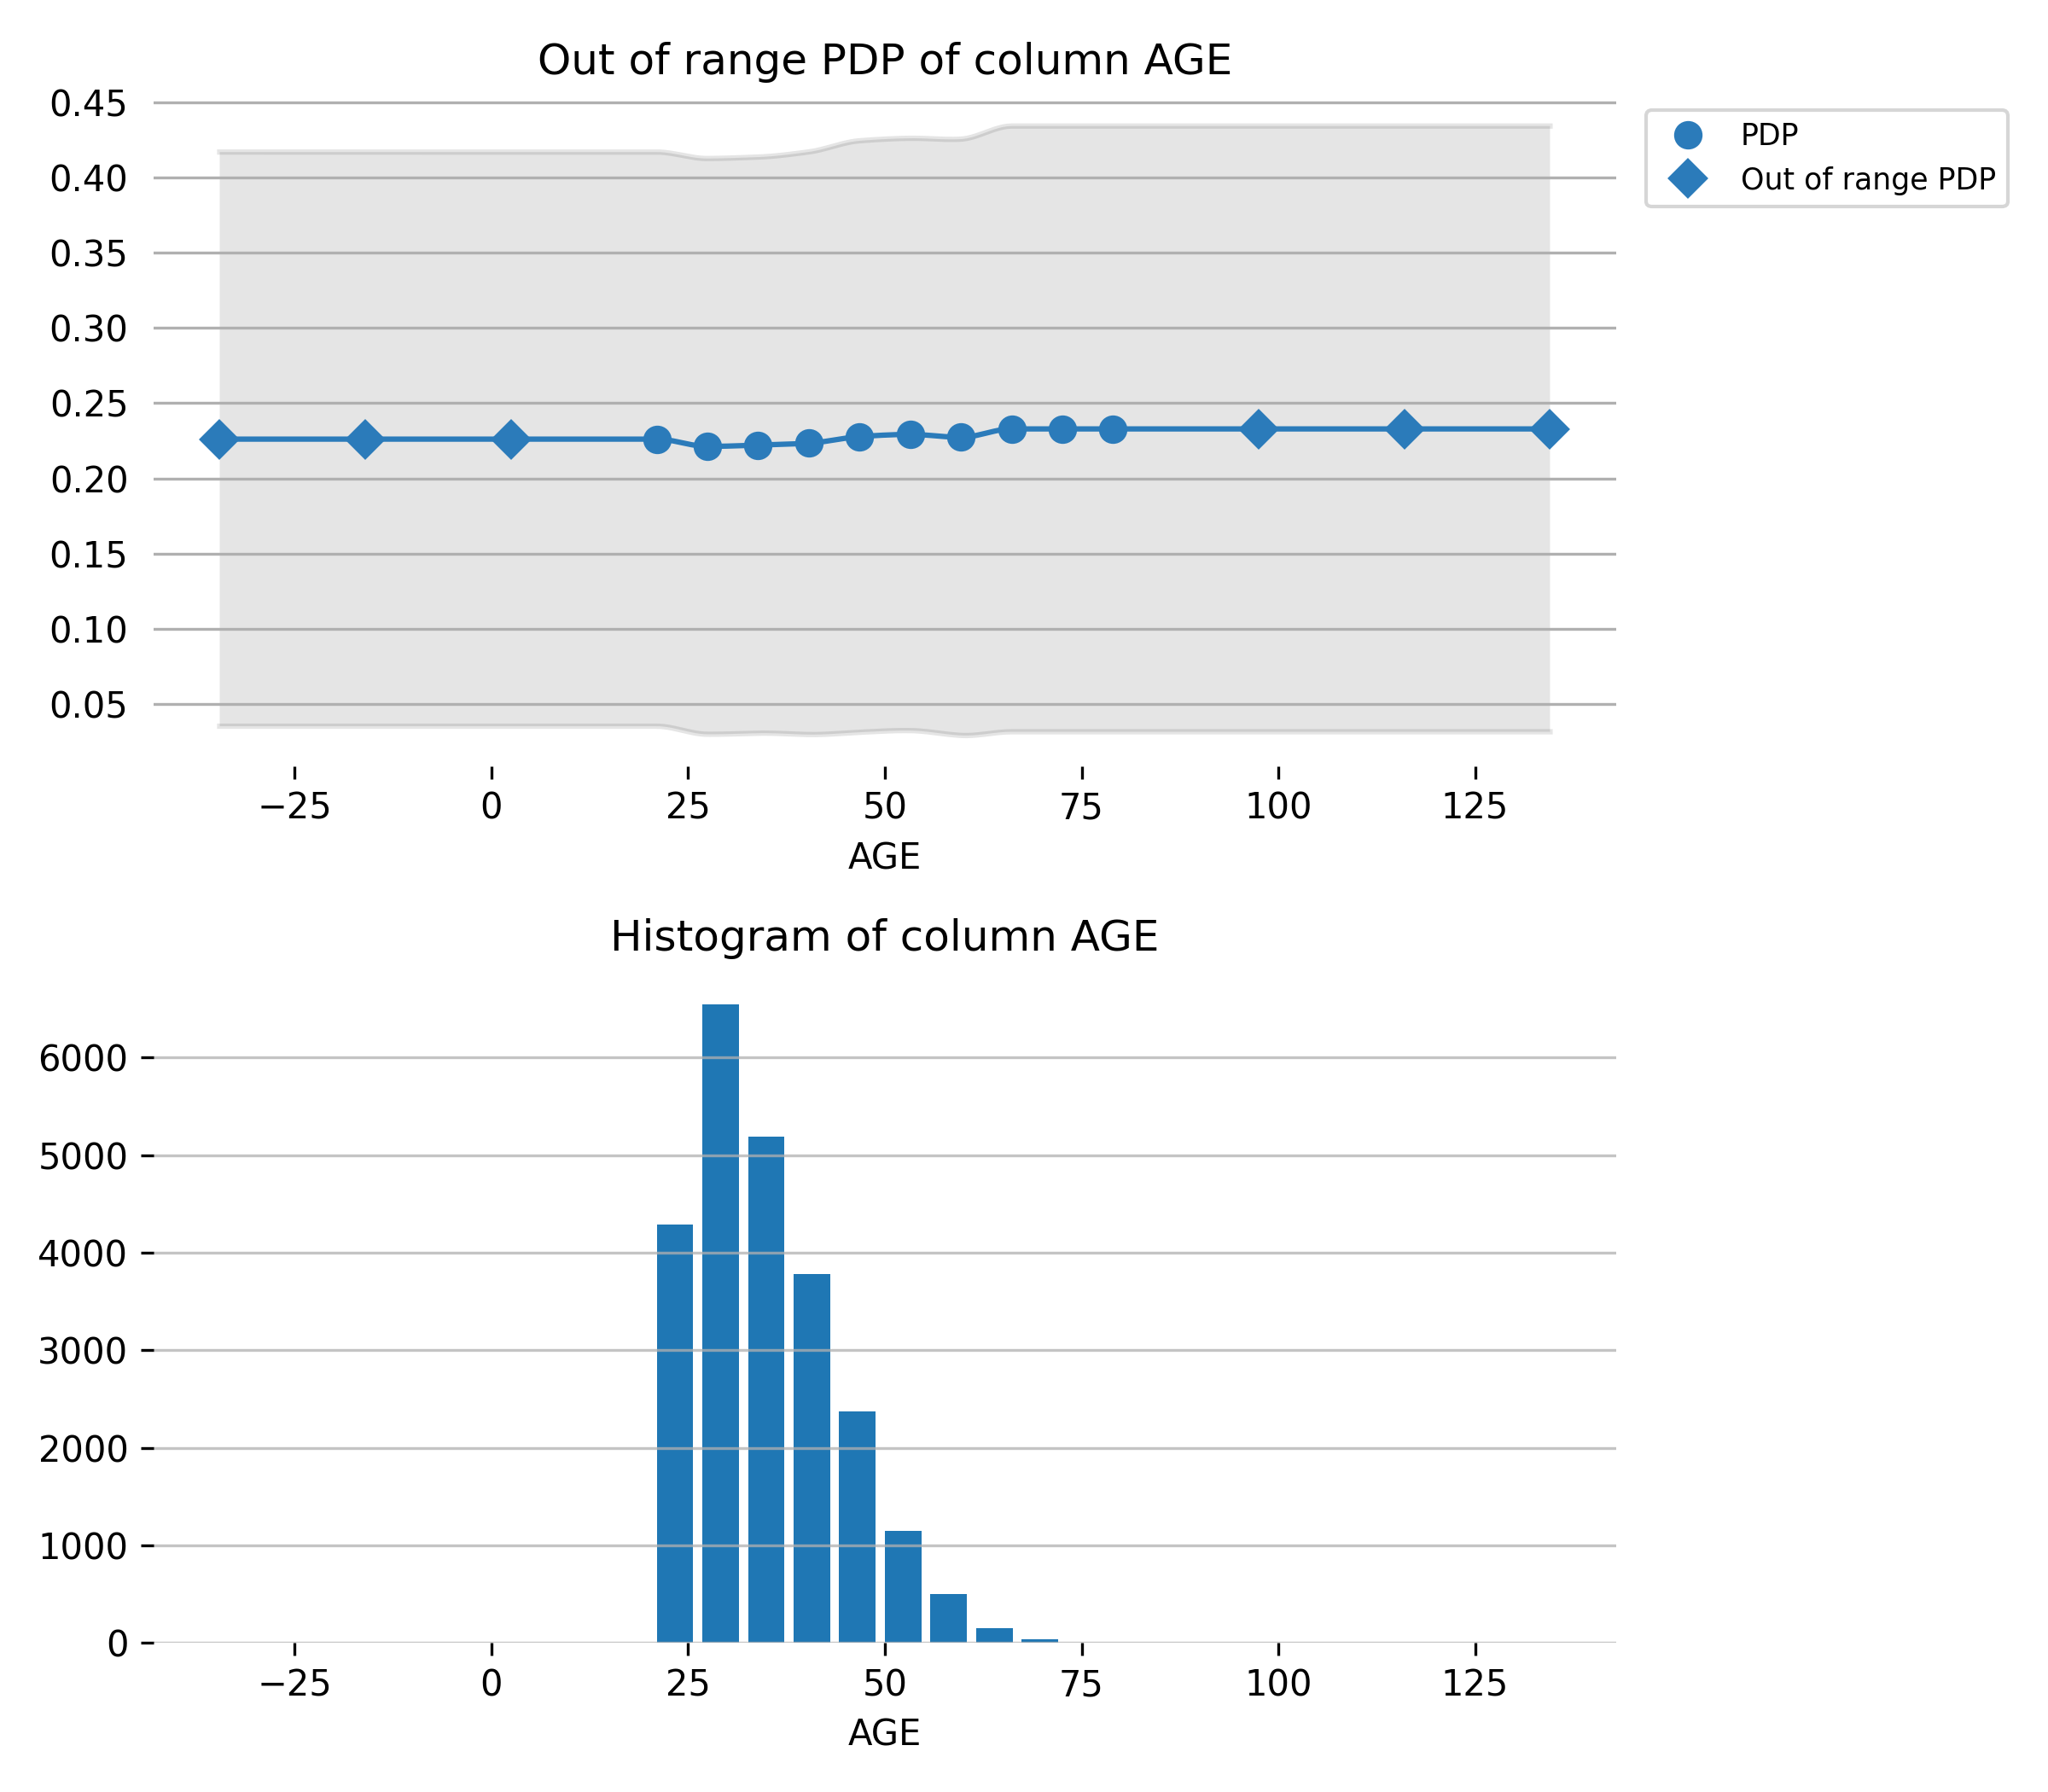 Out of range PDP of column AGE
0.45
0.40
0.35
0.30
0.25
0.20
0.15
0.10
0.05
PDP
Out of range PDP
−25 0 25 50 75 100 125
AGE
Histogram of column AGE
6000
5000
4000
3000
2000
1000
0
−25 0 25 50 75 100 125
AGE